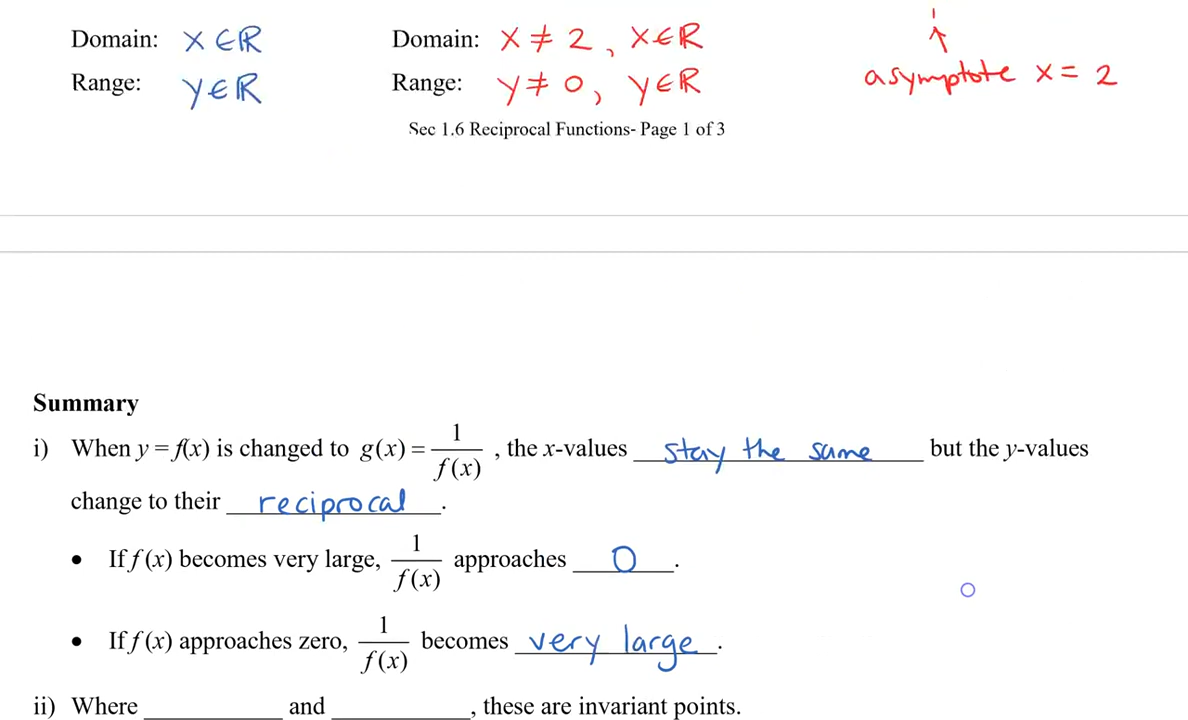 Domain: x ∈ ℝ Domain: x ≠ 2, x ∈ ℝ
asymptote x = 2
Range: y ∈ ℝ Range: y ≠ 0, y ∈ ℝ
Sec 1.6 Reciprocal Functions- Page 1 of 3
Summary
i) When y = f(x) is changed to g(x) = 1/f(x), the x-values stay the same but the y-values
change to their reciprocal.
• If f(x) becomes very large, 1/f(x) approaches 0.
• If f(x) approaches zero, 1/f(x) becomes very large.
ii) Where __________ and __________, these are invariant points.